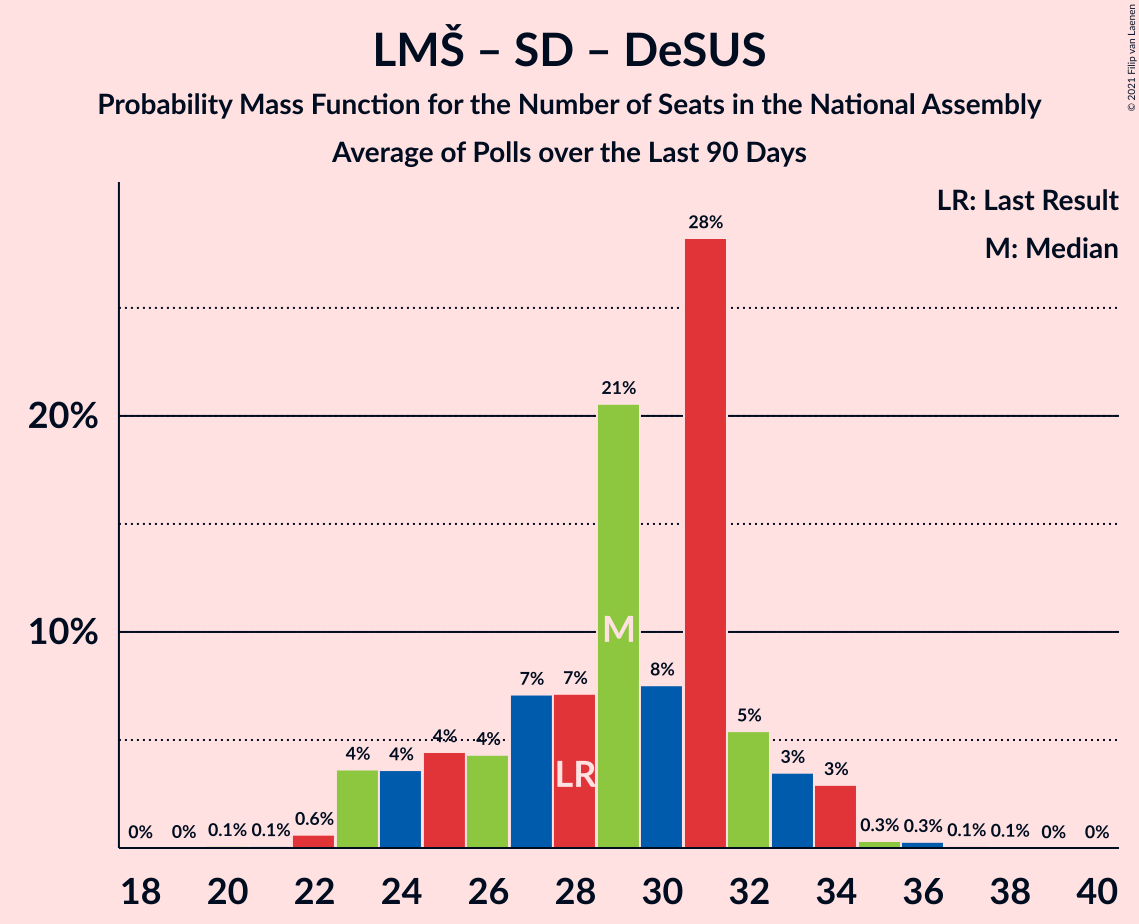 © 2021 Filip van Laenen
LMŠ – SD – DeSUS
Probability Mass Function for the Number of Seats in the National Assembly
Average of Polls over the Last 90 Days
LR: Last Result
M: Median
20%
10%
0% 0% 0.1% 0.1% 0.6% 4% 4% 4% 4% 7% 7% 21% 8% 28% 5% 3% 3% 0.3% 0.3% 0.1% 0.1% 0% 0%
M
LR
18 20 22 24 26 28 30 32 34 36 38 40